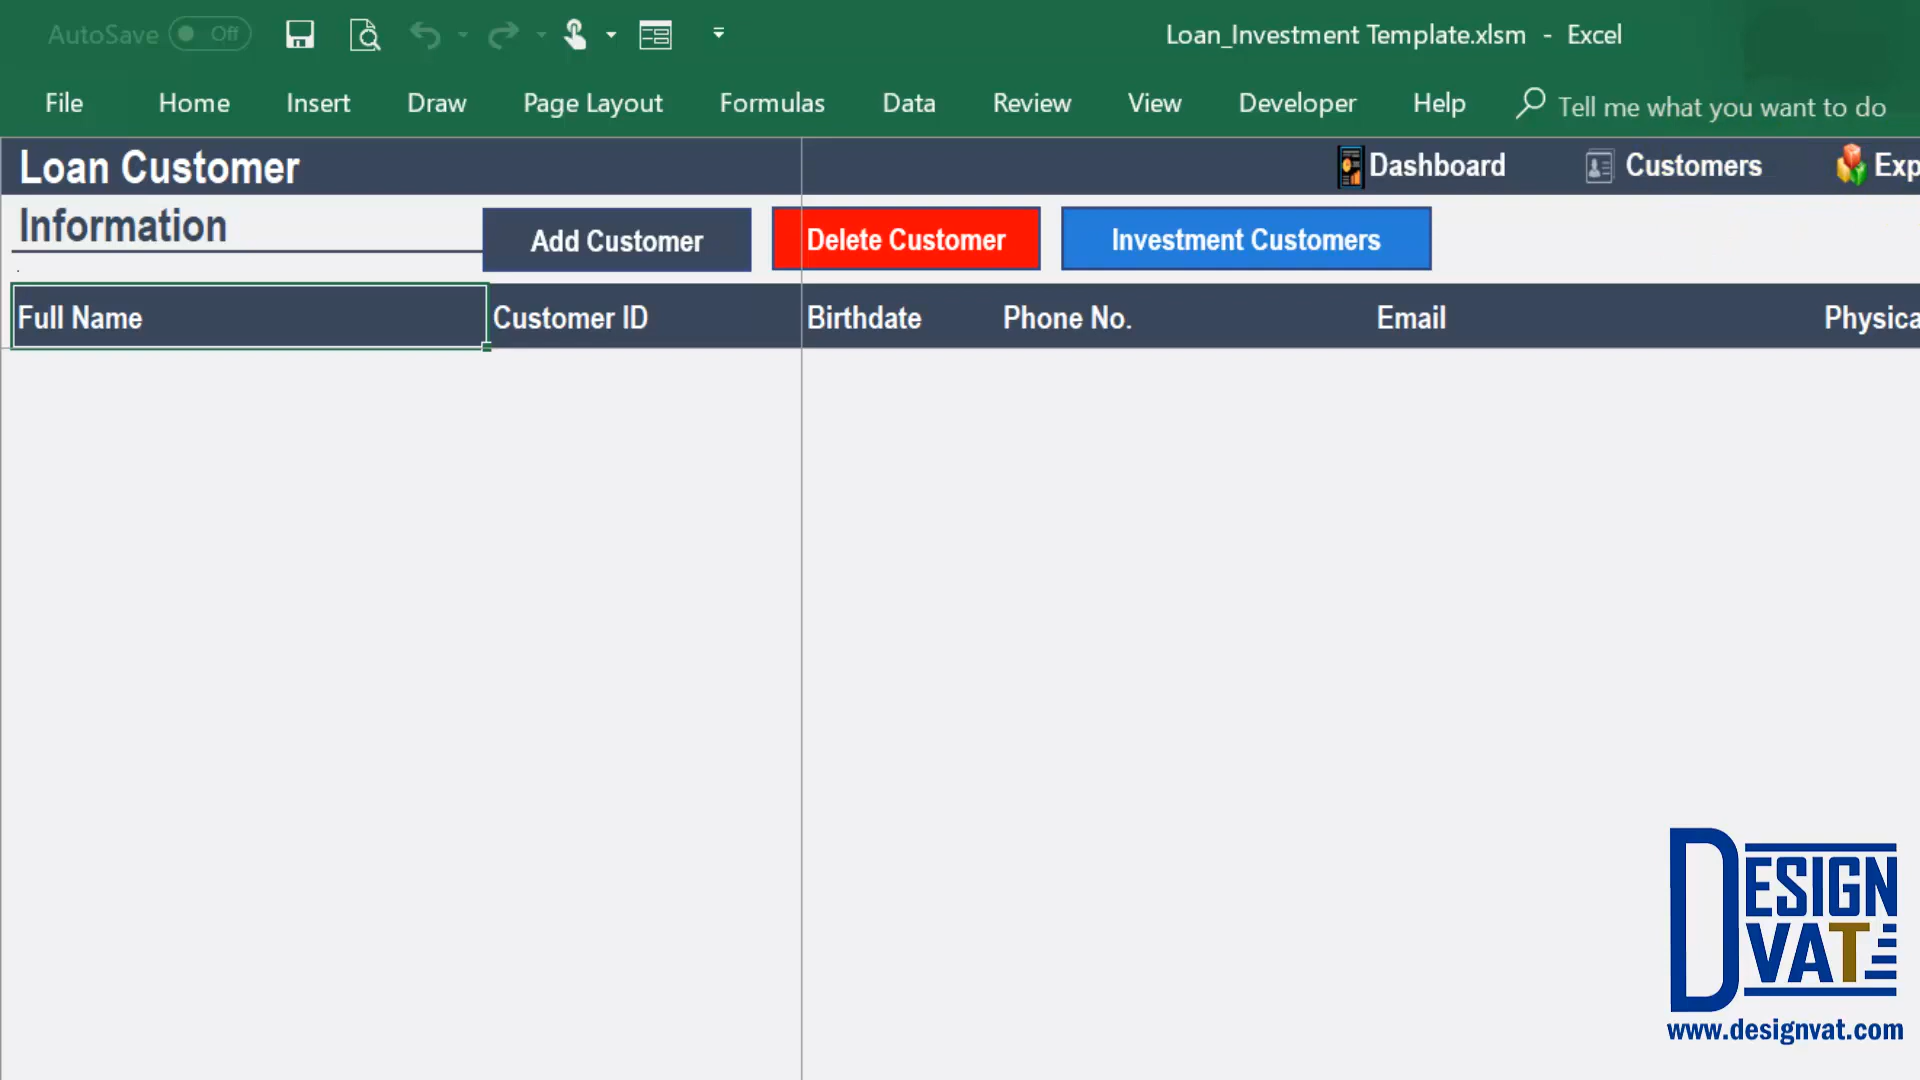 AutoSave Off
Loan_Investment Template.xlsm - Excel
File Home Insert Draw Page Layout Formulas Data Review View Developer Help Tell me what you want to do
Loan Customer
Dashboard Customers Exp
Information
Add Customer Delete Customer Investment Customers
Full Name Customer ID Birthdate Phone No. Email Physica
DESIGN
VAT
www.designvat.com